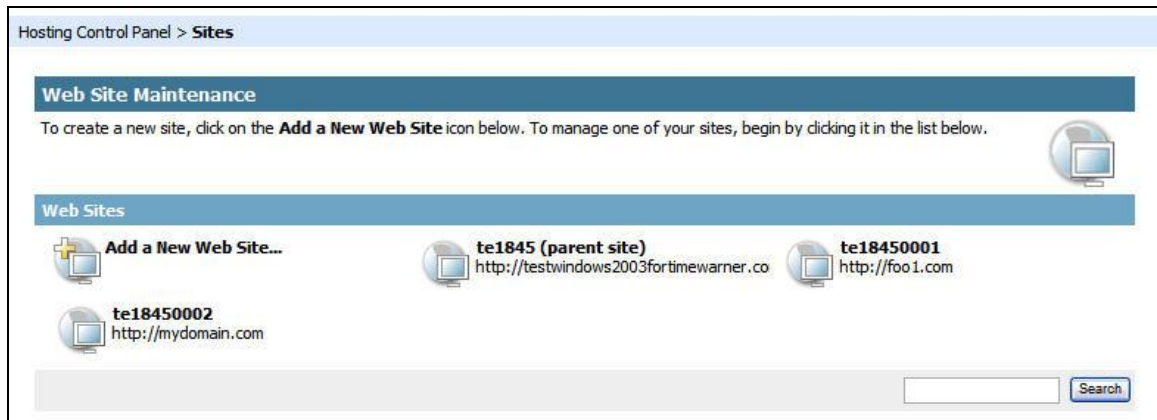 Hosting Control Panel > Sites
Web Site Maintenance
To create a new site, click on the Add a New Web Site icon below. To manage one of your sites, begin by clicking it in the list below.
Web Sites
Add a New Web Site...
te1845 (parent site)
http://testwindows2003fortimewarner.co
te18450001
http://foo1.com
te18450002
http://mydomain.com
Search